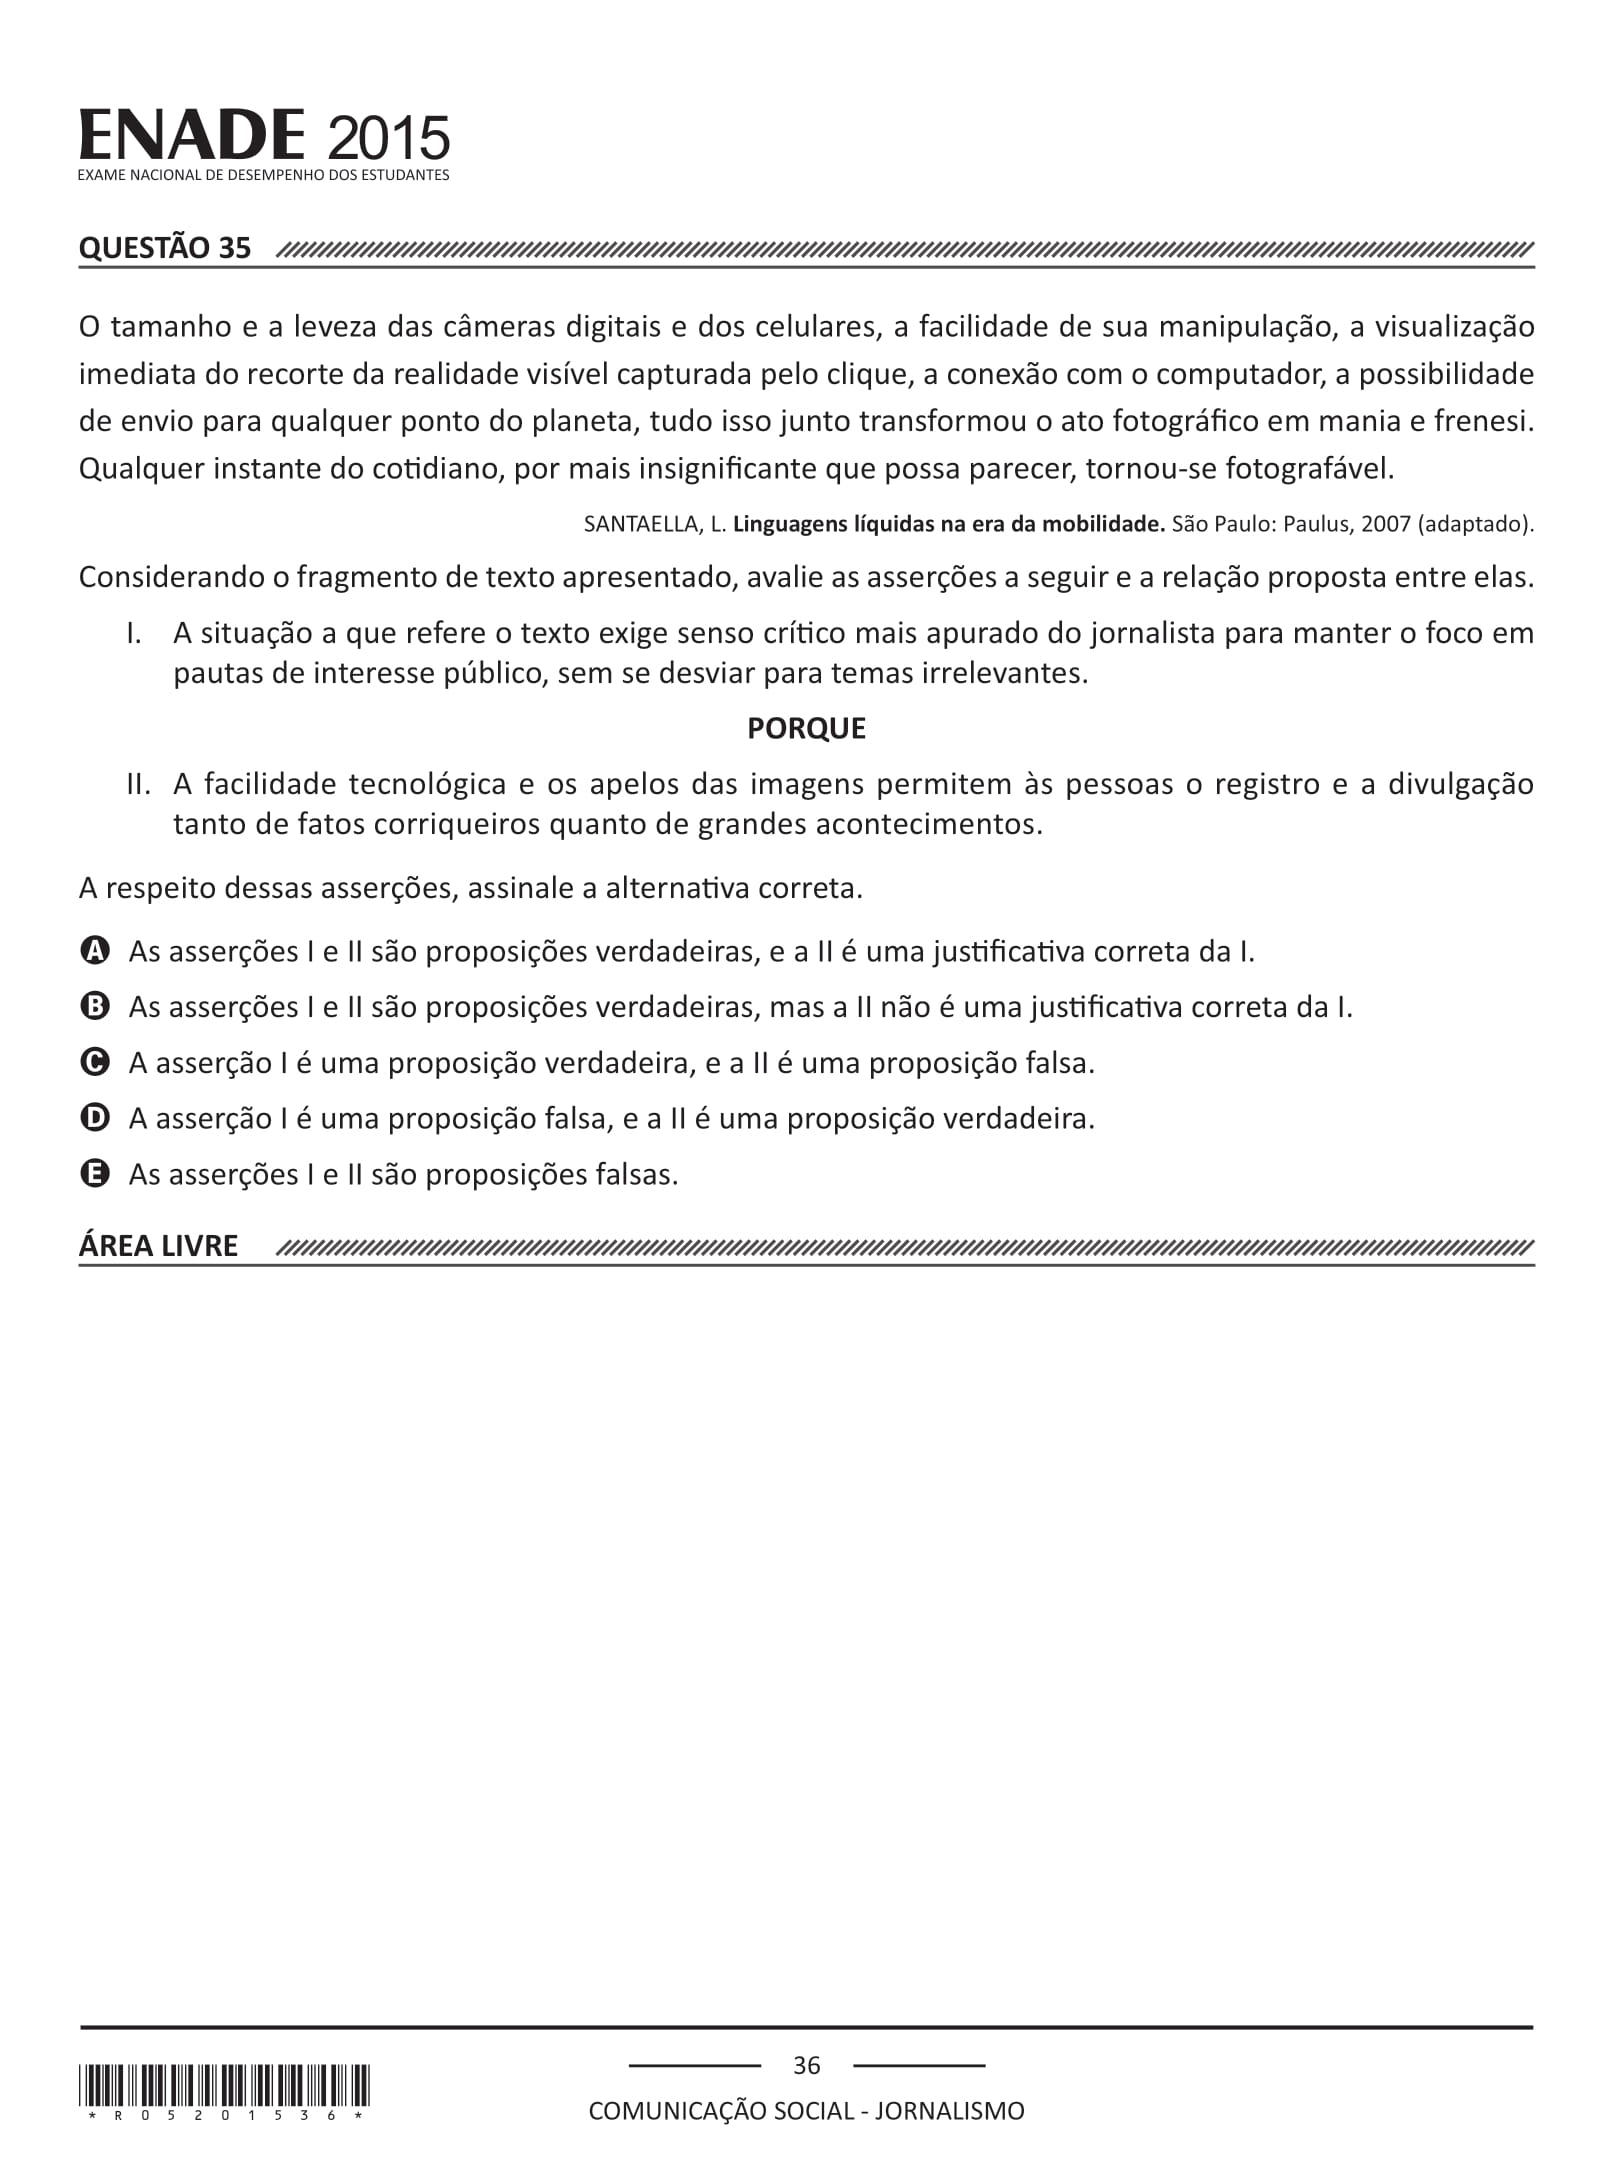 ENADE 2015
EXAME NACIONAL DE DESEMPENHO DOS ESTUDANTES
QUESTÃO 35
O tamanho e a leveza das câmeras digitais e dos celulares, a facilidade de sua manipulação, a visualização
imediata do recorte da realidade visível capturada pelo clique, a conexão com o computador, a possibilidade
de envio para qualquer ponto do planeta, tudo isso junto transformou o ato fotográfico em mania e frenesi.
Qualquer instante do cotidiano, por mais insignificante que possa parecer, tornou-se fotografável.
SANTAELLA, L. Linguagens líquidas na era da mobilidade. São Paulo: Paulus, 2007 (adaptado).
Considerando o fragmento de texto apresentado, avalie as asserções a seguir e a relação proposta entre elas.
I. A situação a que refere o texto exige senso crítico mais apurado do jornalista para manter o foco em
pautas de interesse público, sem se desviar para temas irrelevantes.
PORQUE
II. A facilidade tecnológica e os apelos das imagens permitem às pessoas o registro e a divulgação
tanto de fatos corriqueiros quanto de grandes acontecimentos.
A respeito dessas asserções, assinale a alternativa correta.
A As asserções I e II são proposições verdadeiras, e a II é uma justificativa correta da I.
B As asserções I e II são proposições verdadeiras, mas a II não é uma justificativa correta da I.
C A asserção I é uma proposição verdadeira, e a II é uma proposição falsa.
D A asserção I é uma proposição falsa, e a II é uma proposição verdadeira.
E As asserções I e II são proposições falsas.
ÁREA LIVRE
36
COMUNICAÇÃO SOCIAL - JORNALISMO
* R 0 5 2 0 1 5 3 6 *